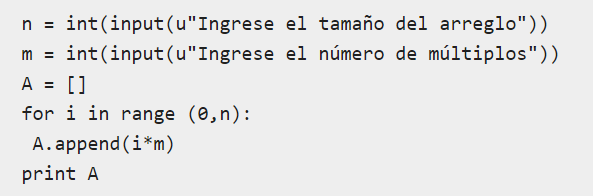 n = int(input(u"Ingrese el tamaño del arreglo"))
m = int(input(u"Ingrese el número de múltiplos"))
A = []
for i in range (0,n):
 A.append(i*m)
print A